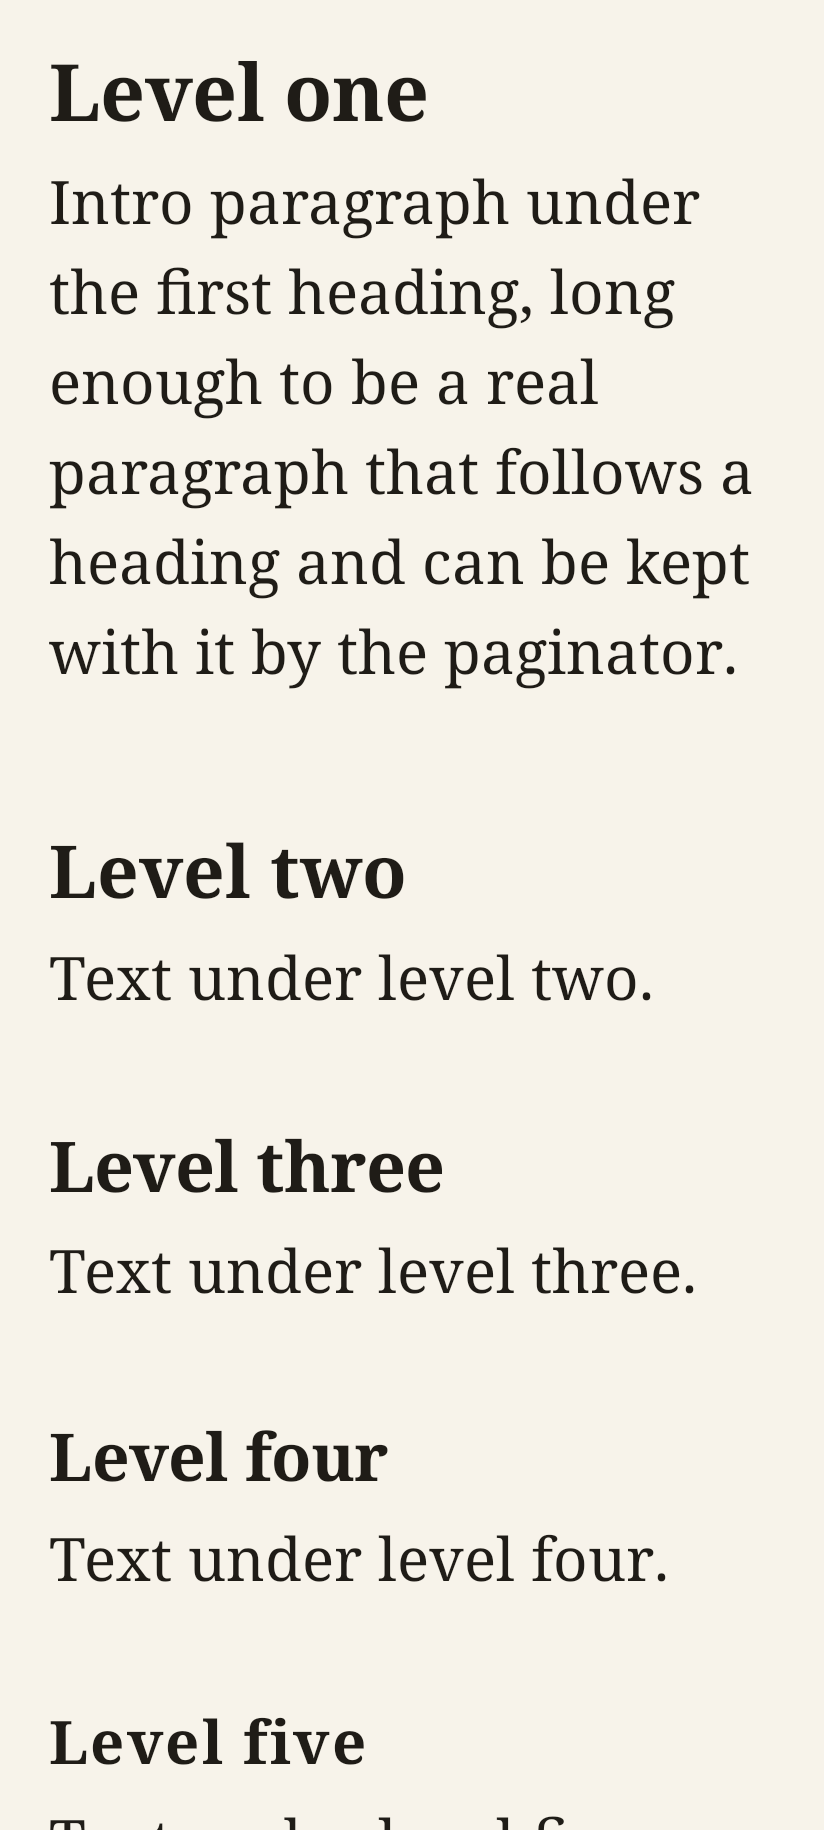 Level one
Intro paragraph under
the first heading, long
enough to be a real
paragraph that follows a
heading and can be kept
with it by the paginator.
Level two
Text under level two.
Level three
Text under level three.
Level four
Text under level four.
Level five